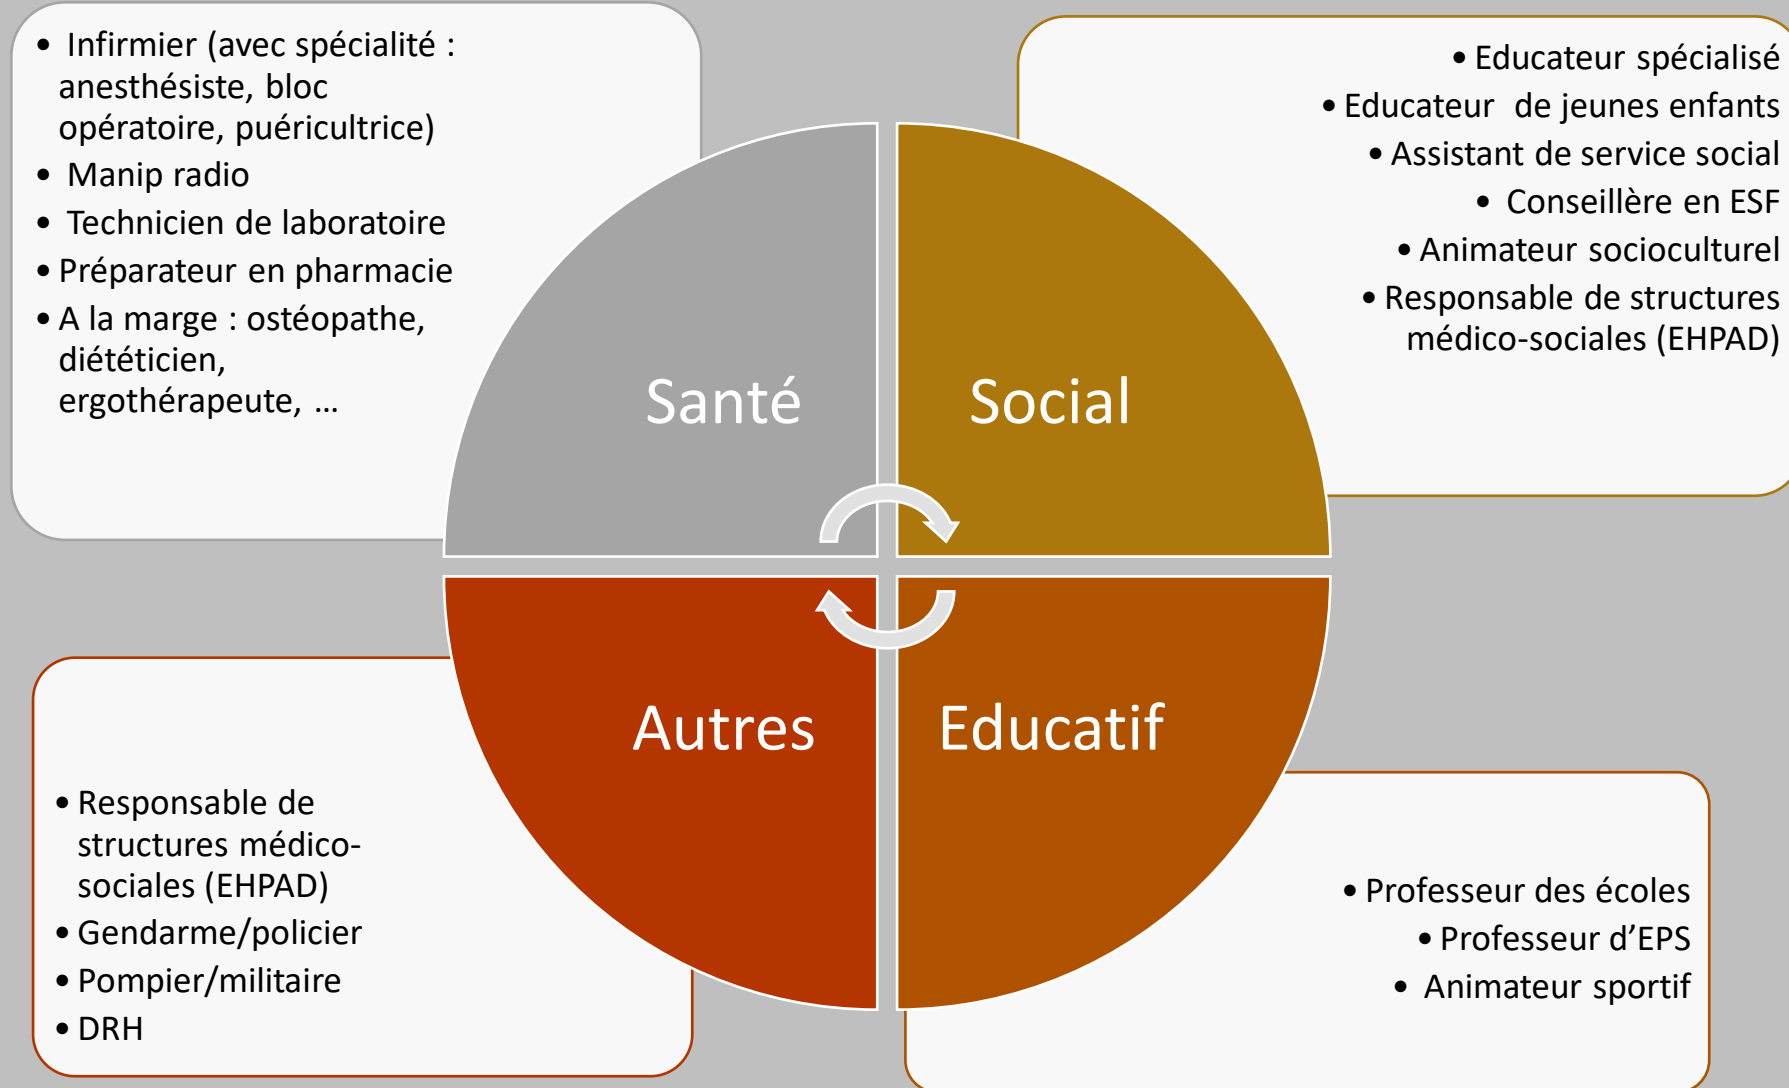 • Infirmier (avec spécialité :
anesthésiste, bloc
opératoire, puéricultrice)
• Manip radio
• Technicien de laboratoire
• Préparateur en pharmacie
• A la marge : ostéopathe,
diététicien,
ergothérapeute, ...
• Educateur spécialisé
• Educateur de jeunes enfants
• Assistant de service social
• Conseillère en ESF
• Animateur socioculturel
• Responsable de structures
médico-sociales (EHPAD)
Santé
Social
Autres
Educatif
• Responsable de
structures médico-
sociales (EHPAD)
• Gendarme/policier
• Pompier/militaire
• DRH
• Professeur des écoles
• Professeur d’EPS
• Animateur sportif